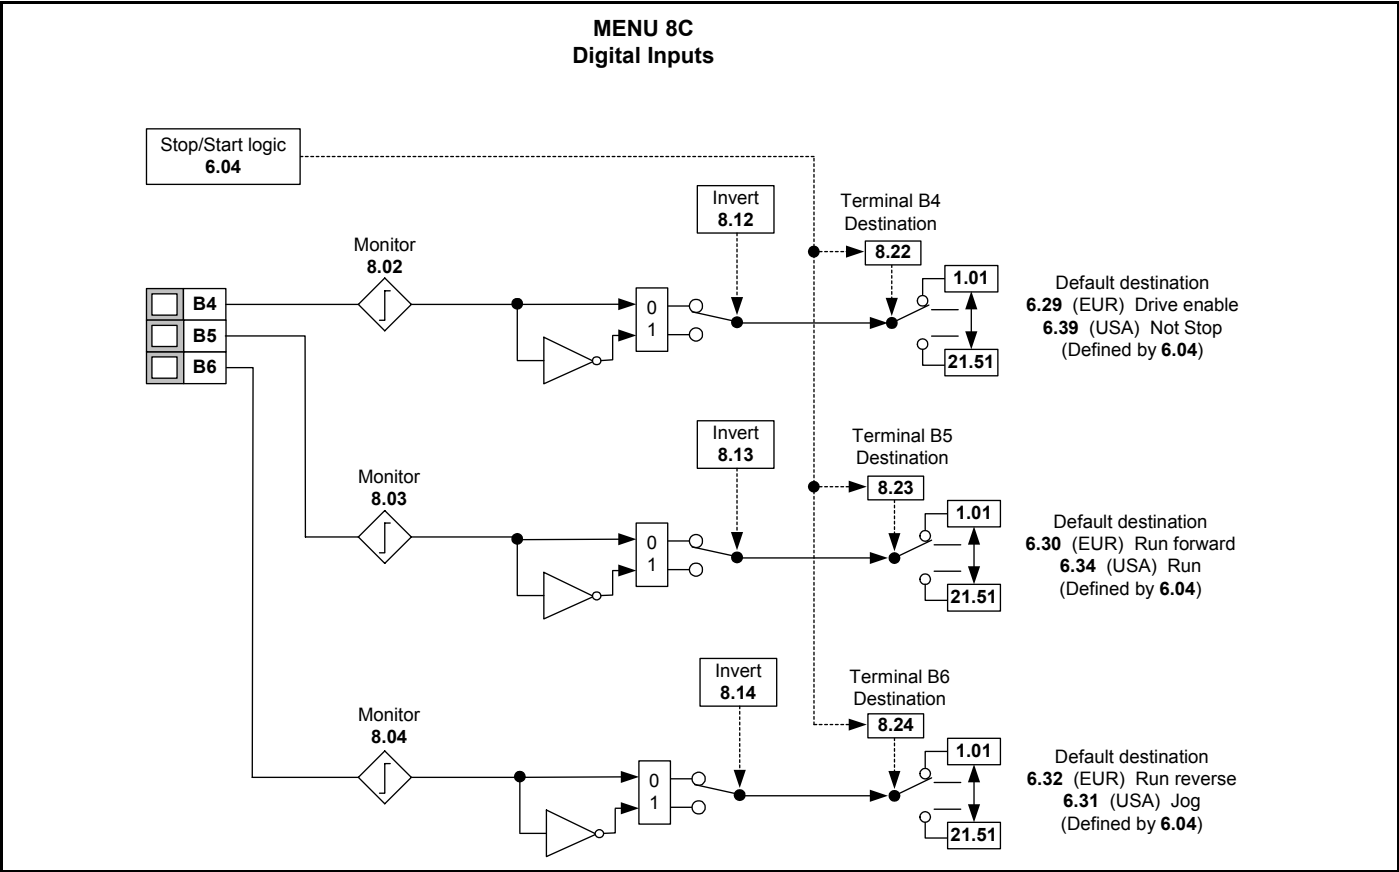 MENU 8C
Digital Inputs
Stop/Start logic
6.04
Invert
8.12
Terminal B4
Destination
8.22
Monitor
8.02
1.01
Default destination
6.29 (EUR) Drive enable
6.39 (USA) Not Stop
(Defined by 6.04)
B4
B5
B6
0
1
21.51
Invert
8.13
Terminal B5
Destination
8.23
Monitor
8.03
1.01
Default destination
6.30 (EUR) Run forward
6.34 (USA) Run
(Defined by 6.04)
0
1
21.51
Invert
8.14
Terminal B6
Destination
8.24
Monitor
8.04
1.01
Default destination
6.32 (EUR) Run reverse
6.31 (USA) Jog
(Defined by 6.04)
0
1
21.51